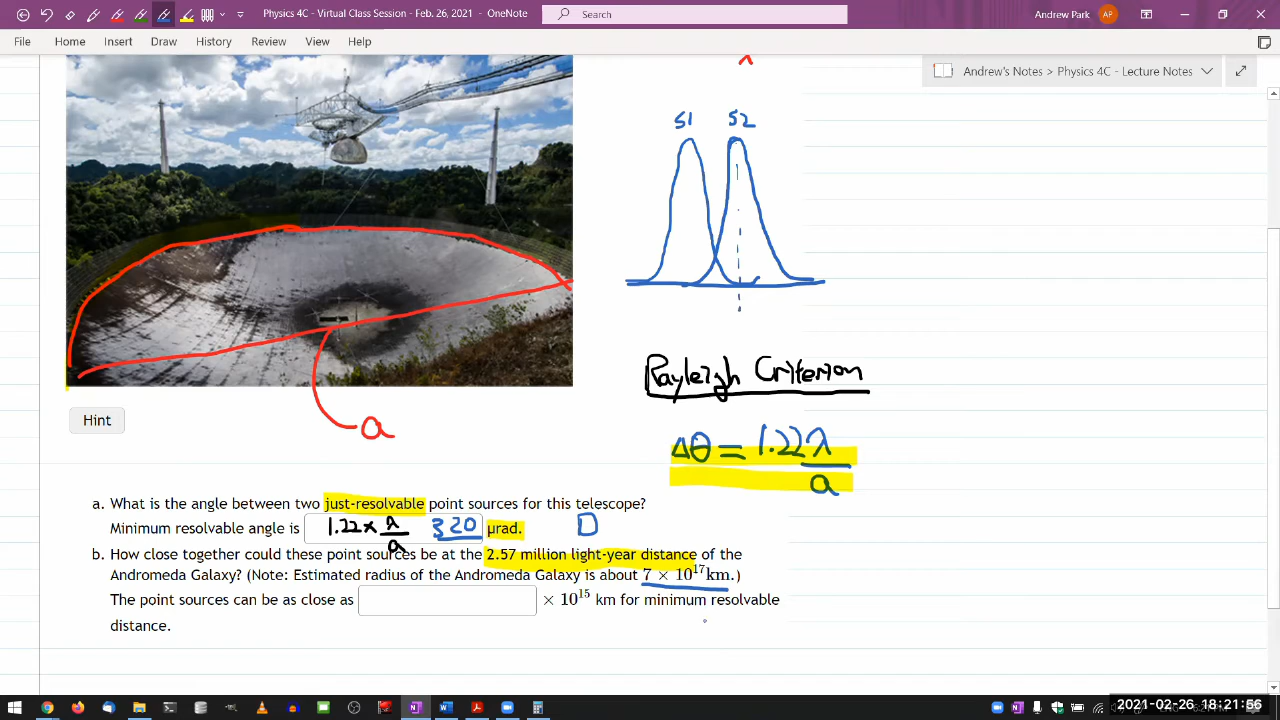 Physics 4C - Virtual Class Session - Feb. 26, 2021 - OneNote
Search
Andrew Park
AP
File Home Insert Draw History Review View Help
Andrew's Notes > Physics 4C - Lecture Notes
λ
S1 S2
Rayleigh Criterion
Hint
a
Δθ = 1.22λ
a
a. What is the angle between two just-resolvable point sources for this telescope?
Minimum resolvable angle is 1.22 × λ/a 320 μrad. D
b. How close together could these point sources be at the 2.57 million light-year distance of the
Andromeda Galaxy? (Note: Estimated radius of the Andromeda Galaxy is about 7 × 10¹⁷km.)
The point sources can be as close as × 10¹⁵ km for minimum resolvable
distance.
2021-02-26 18:21:56